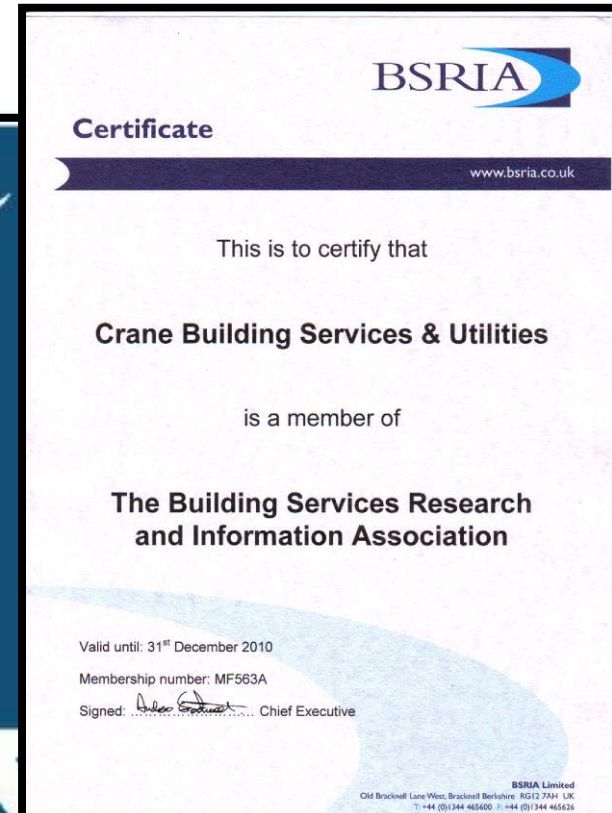 BSRIA
Certificate
www.bsria.co.uk
This is to certify that
Crane Building Services & Utilities
is a member of
The Building Services Research
and Information Association
Valid until: 31st December 2010
Membership number: MF563A
Signed: .................... Chief Executive
BSRIA Limited
Old Bracknell Lane West, Bracknell Berkshire RG12 7AH UK
T: +44 (0)1344 465600 F: +44 (0)1344 465626